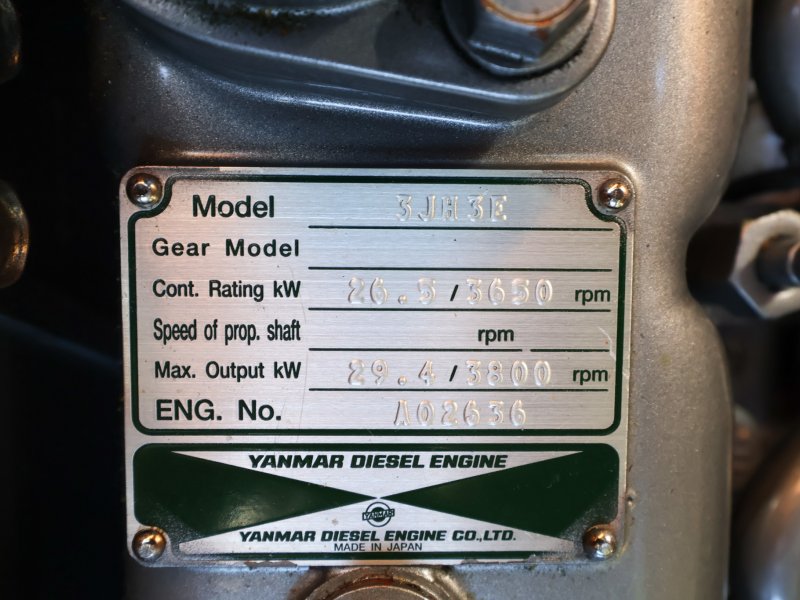 Model 3JH3E
Gear Model
Cont. Rating kW 26.5 / 3650 rpm
Speed of prop. shaft rpm
Max. Output kW 29.4 / 3800 rpm
ENG. No. A02636
YANMAR DIESEL ENGINE
YANMAR
YANMAR DIESEL ENGINE CO.,LTD.
MADE IN JAPAN